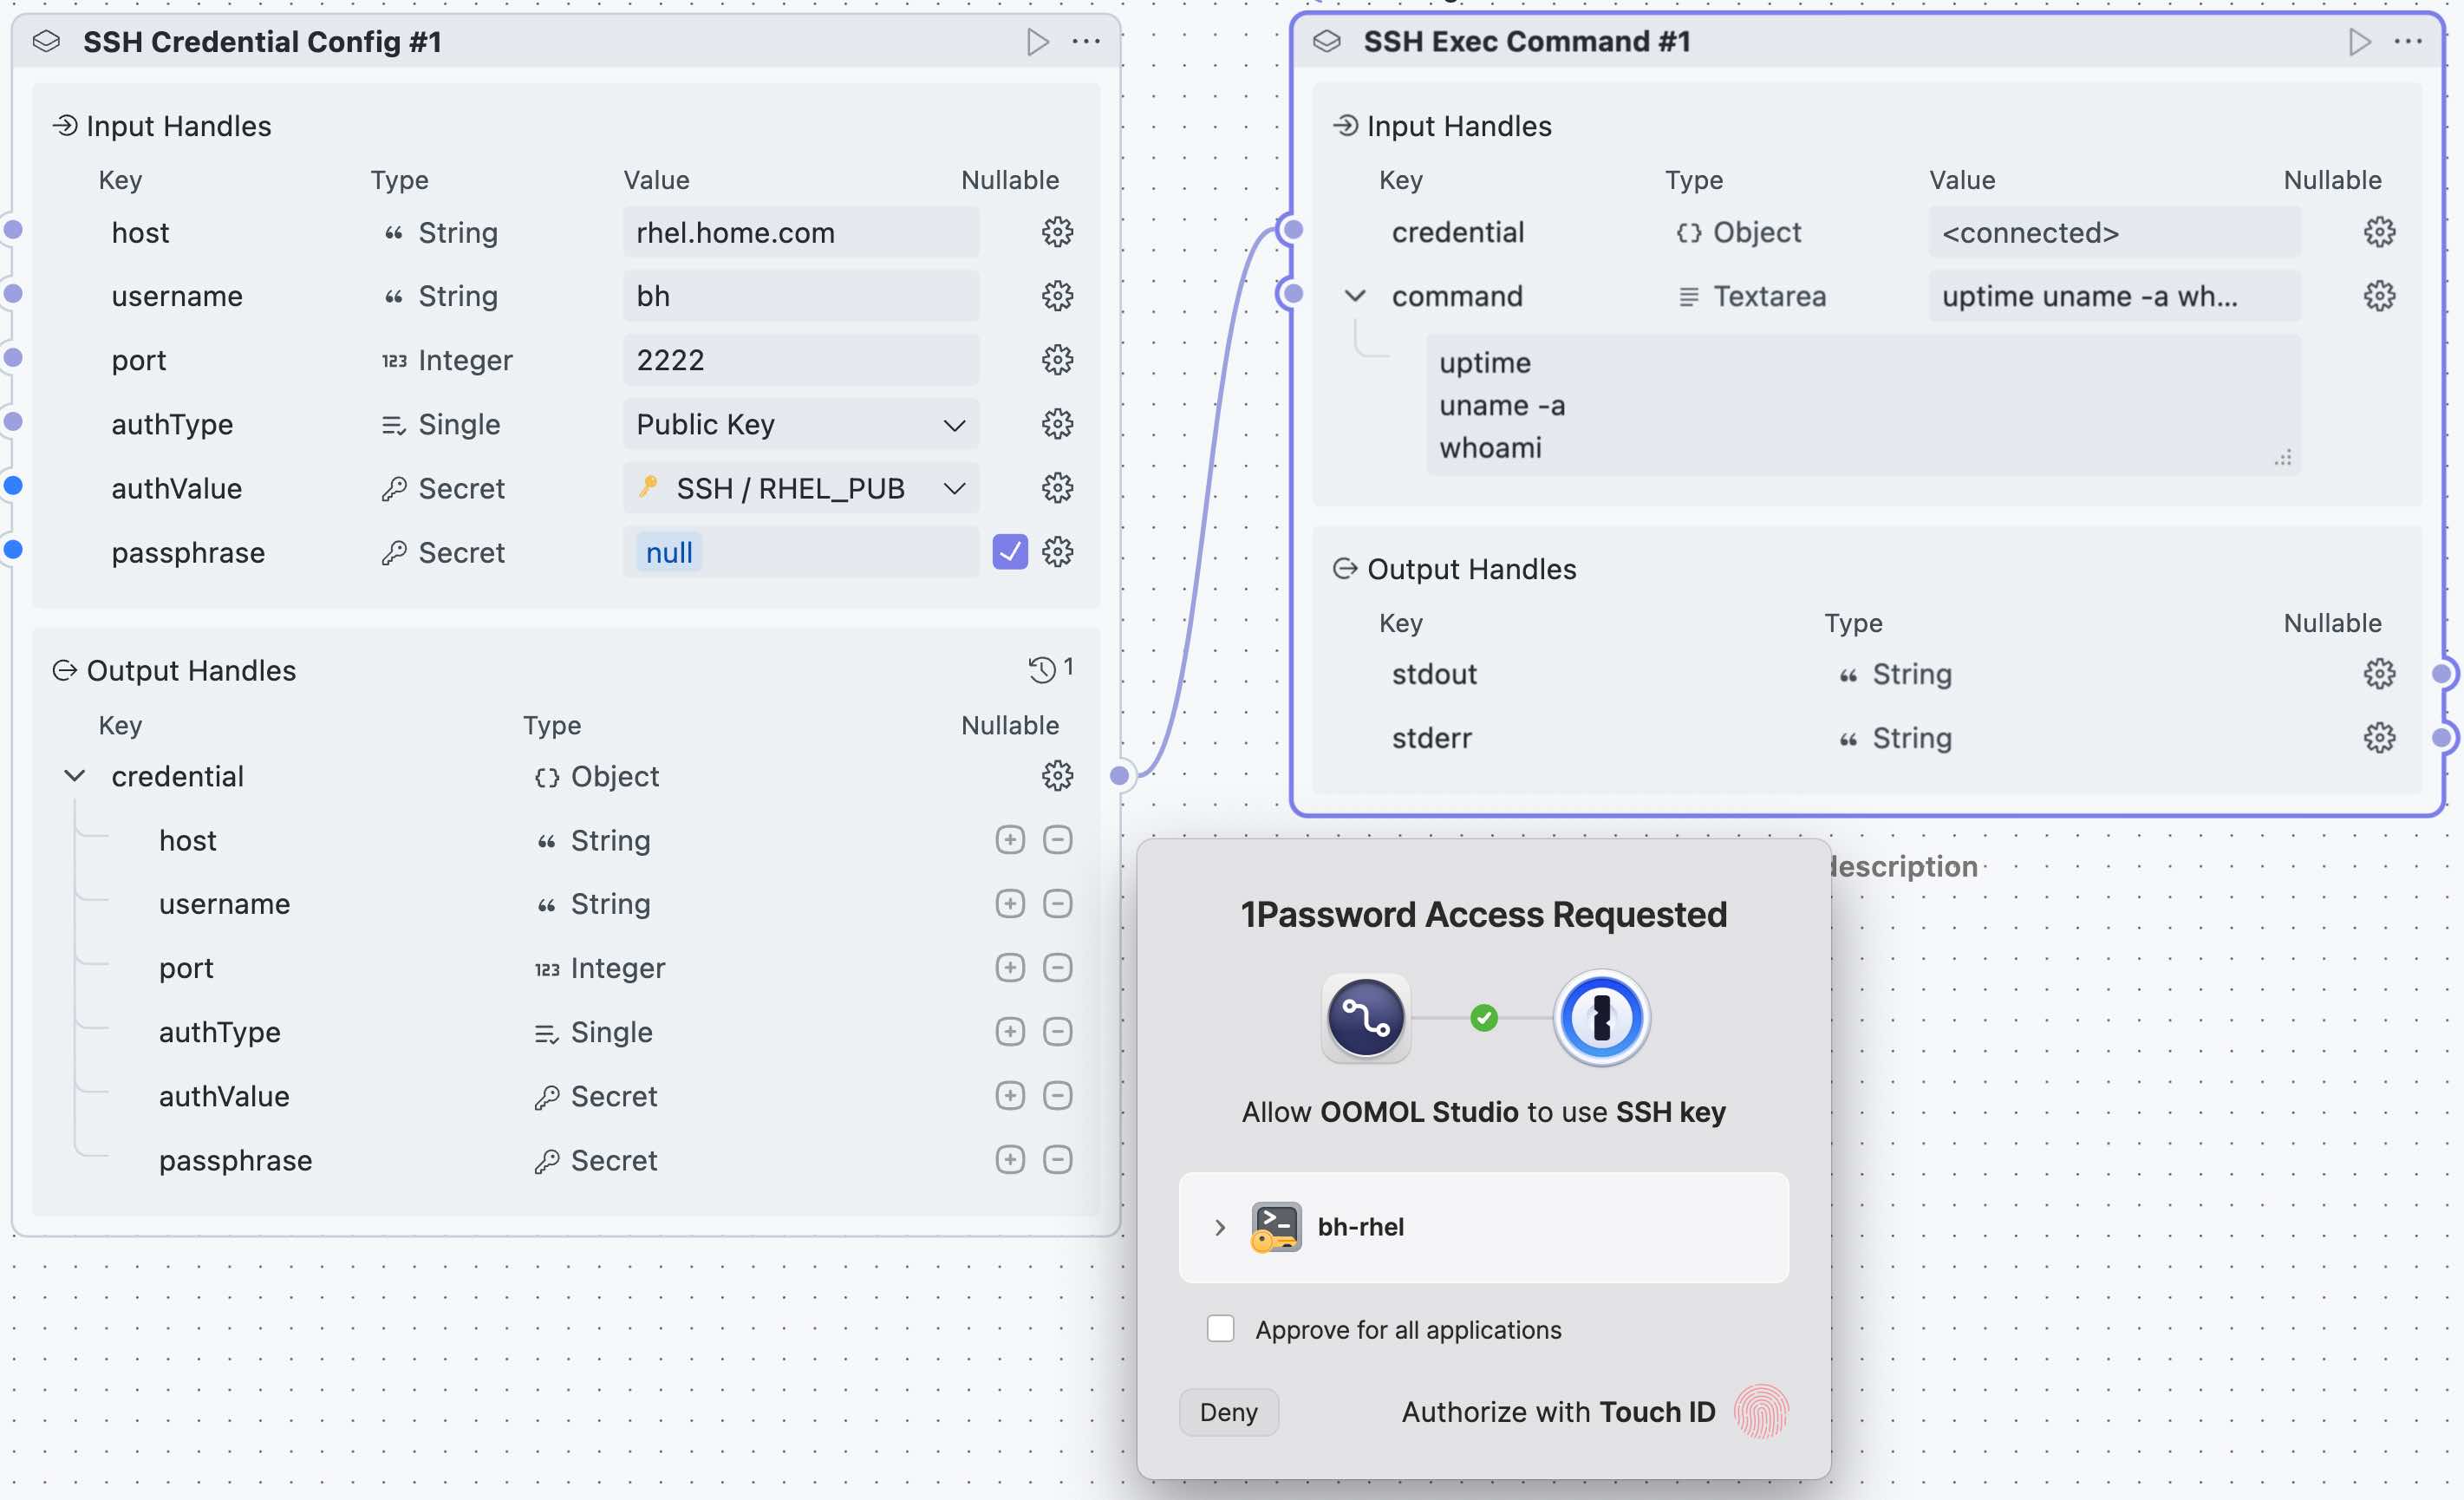 SSH Credential Config #1
Input Handles
Key Type Value Nullable
host String rhel.home.com
username String bh
port 123 Integer 2222
authType Single Public Key
authValue Secret SSH / RHEL_PUB
passphrase Secret null
Output Handles 1
Key Type Nullable
credential {} Object
host String
username String
port 123 Integer
authType Single
authValue Secret
passphrase Secret
SSH Exec Command #1
Input Handles
Key Type Value Nullable
credential {} Object <connected>
command Textarea uptime uname -a wh...
uptime
uname -a
whoami
Output Handles
Key Type Nullable
stdout String
stderr String
description
1Password Access Requested
Allow OOMOL Studio to use SSH key
bh-rhel
Approve for all applications
Deny Authorize with Touch ID